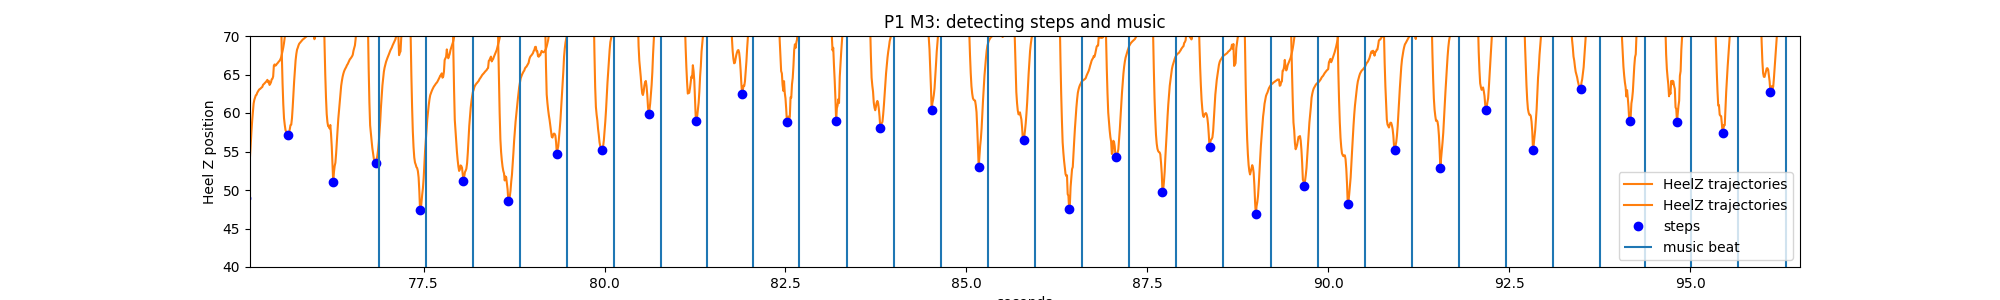 P1 M3: detecting steps and music
70
65
60
55
50
45
40
Heel Z position
77.5
80.0
82.5
85.0
87.5
90.0
92.5
95.0
HeelZ trajectories
HeelZ trajectories
steps
music beat